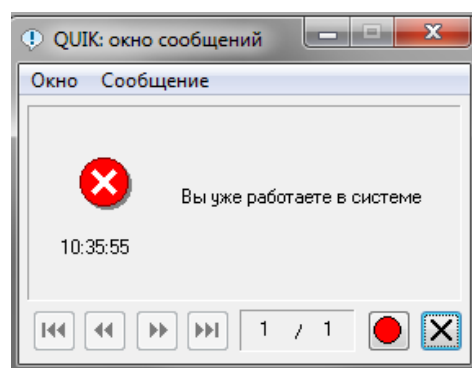 QUIK: окно сообщений
Окно Сообщение
Вы уже работаете в системе
10:35:55
1 / 1